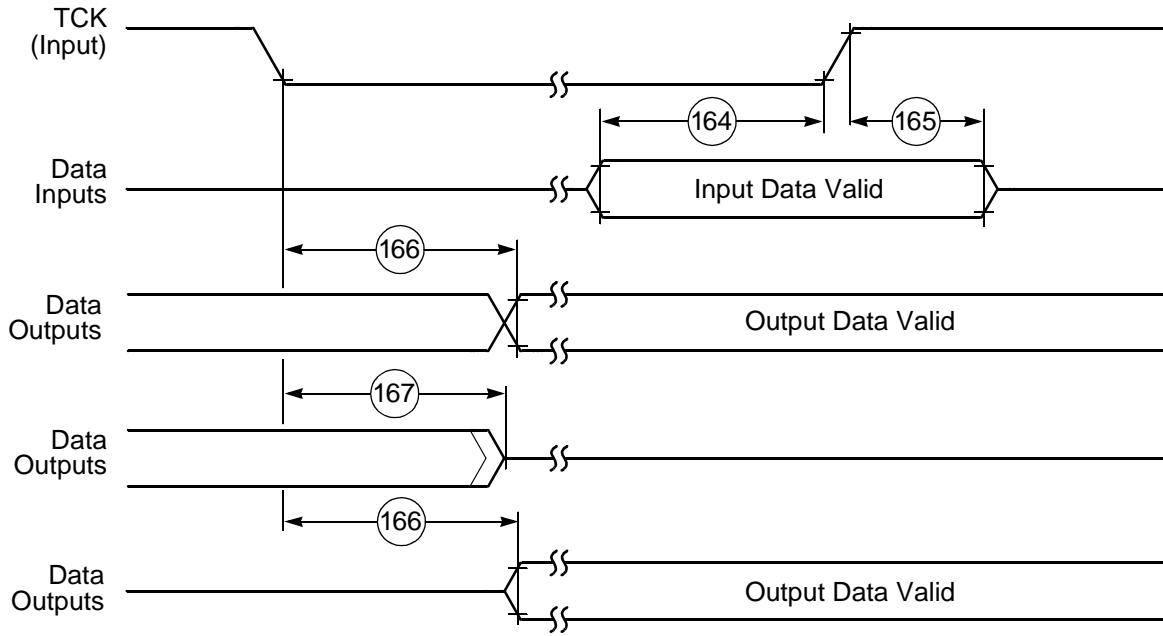 TCK
(Input)
164
165
Data
Inputs
Input Data Valid
166
Data
Outputs
Output Data Valid
167
Data
Outputs
166
Data
Outputs
Output Data Valid